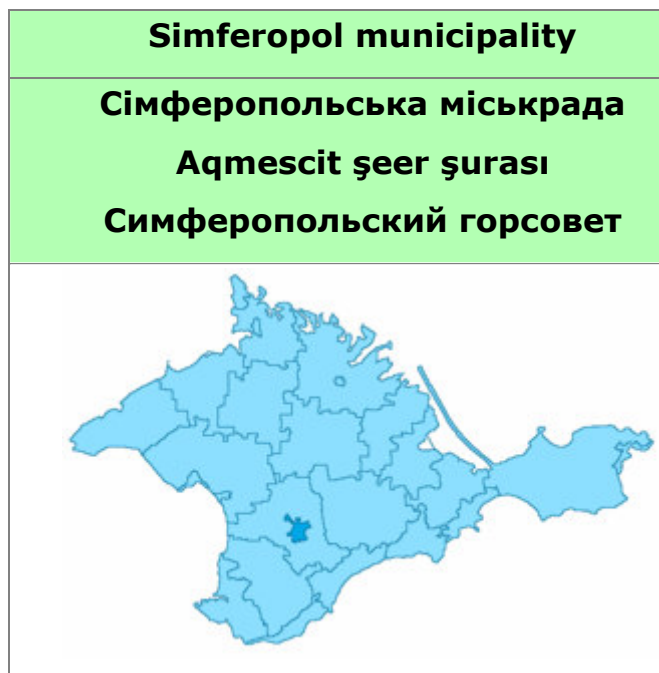 Simferopol municipality
Сімферопольська міськрада
Aqmescit şeer şurası
Симферопольский горсовет